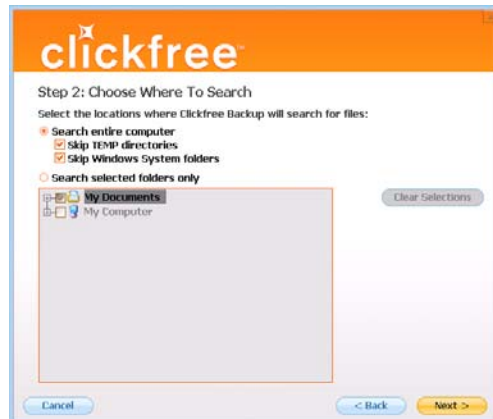 clickfree
Step 2: Choose Where To Search
Select the locations where Clickfree Backup will search for files:
Search entire computer
Skip TEMP directories
Skip Windows System folders
Search selected folders only
My Documents
My Computer
Clear Selections
Cancel
< Back
Next >